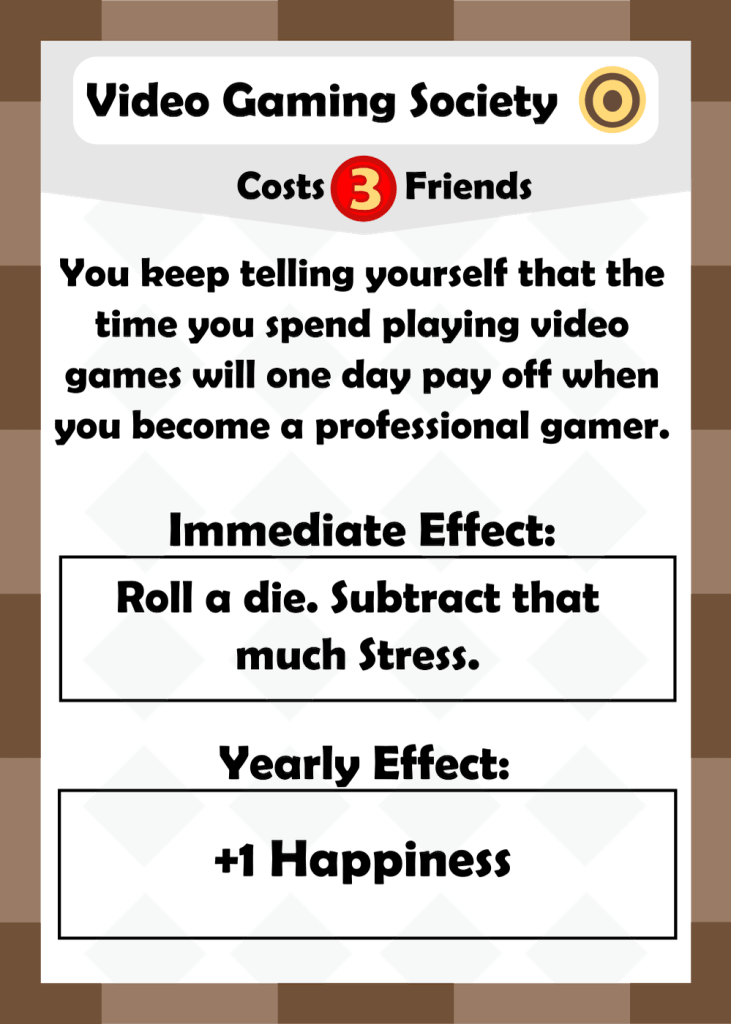 Video Gaming Society
Costs 3 Friends
You keep telling yourself that the
time you spend playing video
games will one day pay off when
you become a professional gamer.
Immediate Effect:
Roll a die. Subtract that
much Stress.
Yearly Effect:
+1 Happiness